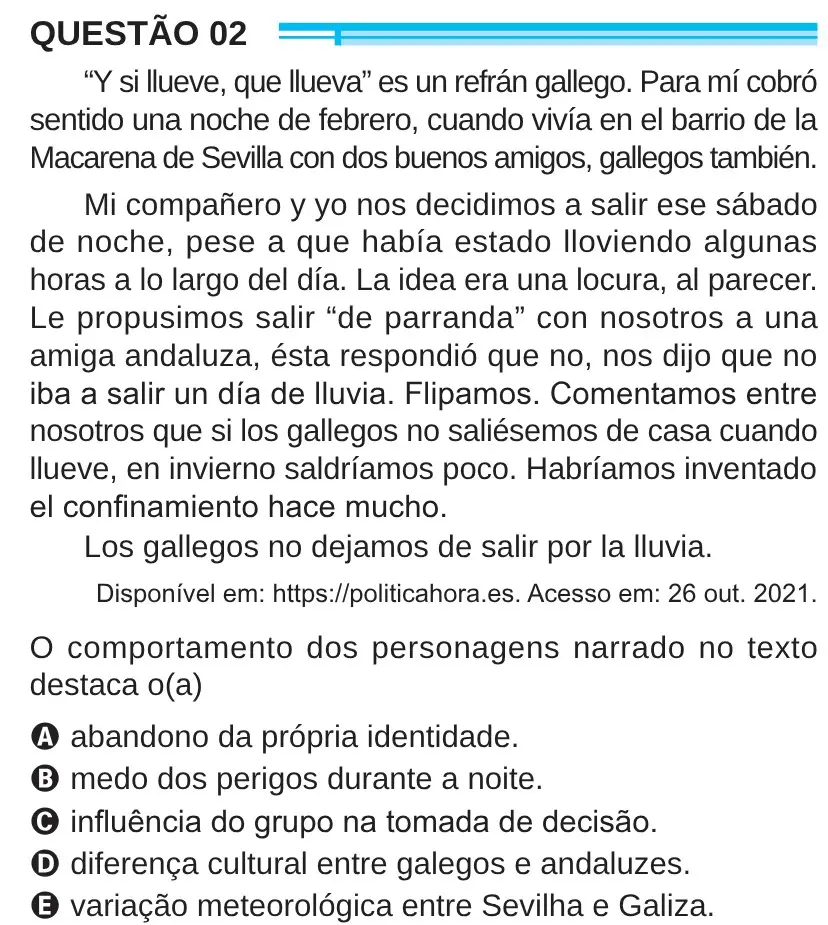 QUESTÃO 02
“Y si llueve, que llueva” es un refrán gallego. Para mí cobró
sentido una noche de febrero, cuando vivía en el barrio de la
Macarena de Sevilla con dos buenos amigos, gallegos también.
Mi compañero y yo nos decidimos a salir ese sábado
de noche, pese a que había estado lloviendo algunas
horas a lo largo del día. La idea era una locura, al parecer.
Le propusimos salir “de parranda” con nosotros a una
amiga andaluza, ésta respondió que no, nos dijo que no
iba a salir un día de lluvia. Flipamos. Comentamos entre
nosotros que si los gallegos no saliésemos de casa cuando
llueve, en invierno saldríamos poco. Habríamos inventado
el confinamiento hace mucho.
Los gallegos no dejamos de salir por la lluvia.
Disponível em: https://politicahora.es. Acesso em: 26 out. 2021.
O comportamento dos personagens narrado no texto
destaca o(a)
A abandono da própria identidade.
B medo dos perigos durante a noite.
C influência do grupo na tomada de decisão.
D diferença cultural entre galegos e andaluzes.
E variação meteorológica entre Sevilha e Galiza.